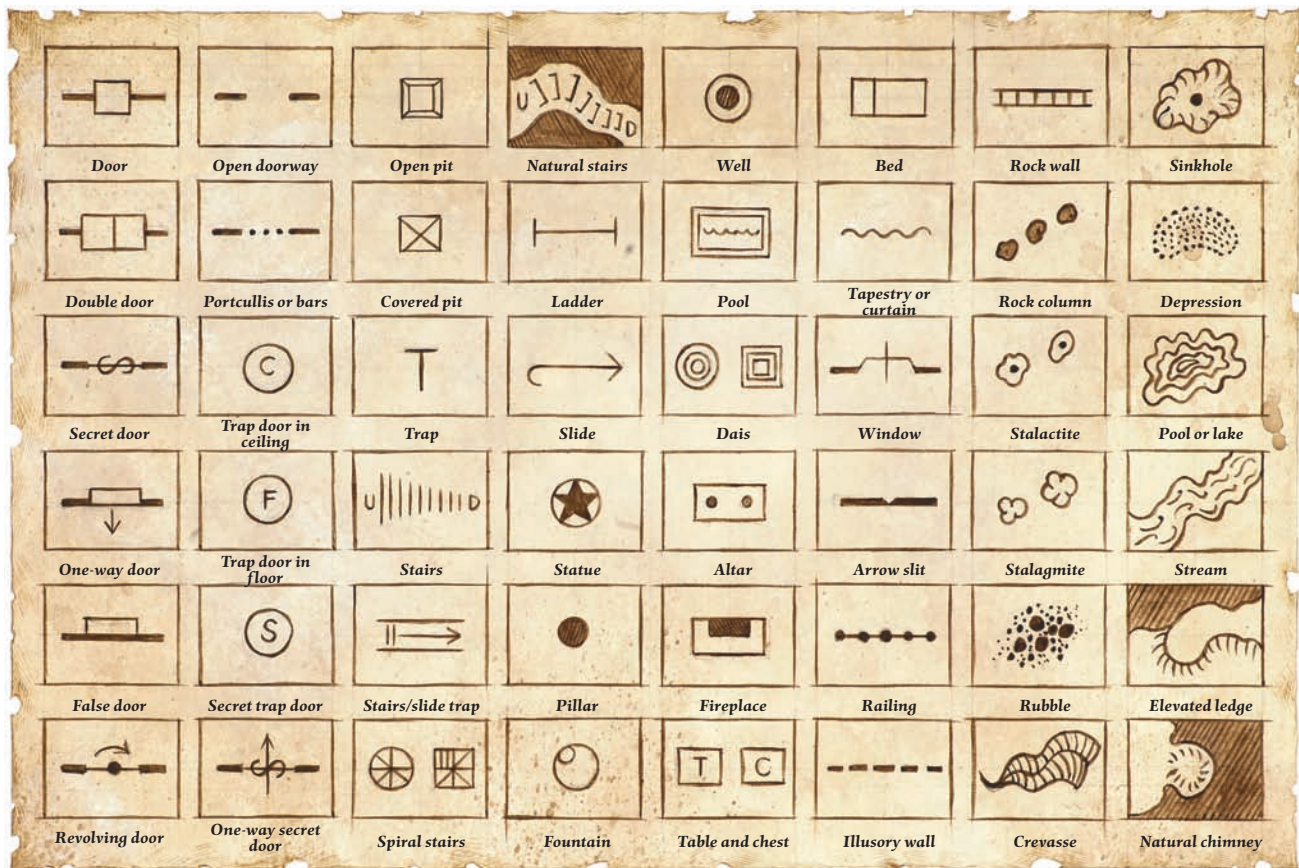 Door
Open doorway
Open pit
U D
Natural stairs
Well
Bed
Rock wall
Sinkhole
Double door
Portcullis or bars
Covered pit
Ladder
Pool
Tapestry or
curtain
Rock column
Depression
S
Secret door
C
Trap door in
ceiling
T
Trap
Slide
Dais
Window
Stalactite
Pool or lake
One-way door
F
Trap door in
floor
U D
Stairs
Statue
Altar
Arrow slit
Stalagmite
Stream
False door
S
Secret trap door
Stairs/slide trap
Pillar
Fireplace
Railing
Rubble
Elevated ledge
Revolving door
S
One-way secret
door
Spiral stairs
Fountain
T C
Table and chest
Illusory wall
Crevasse
Natural chimney